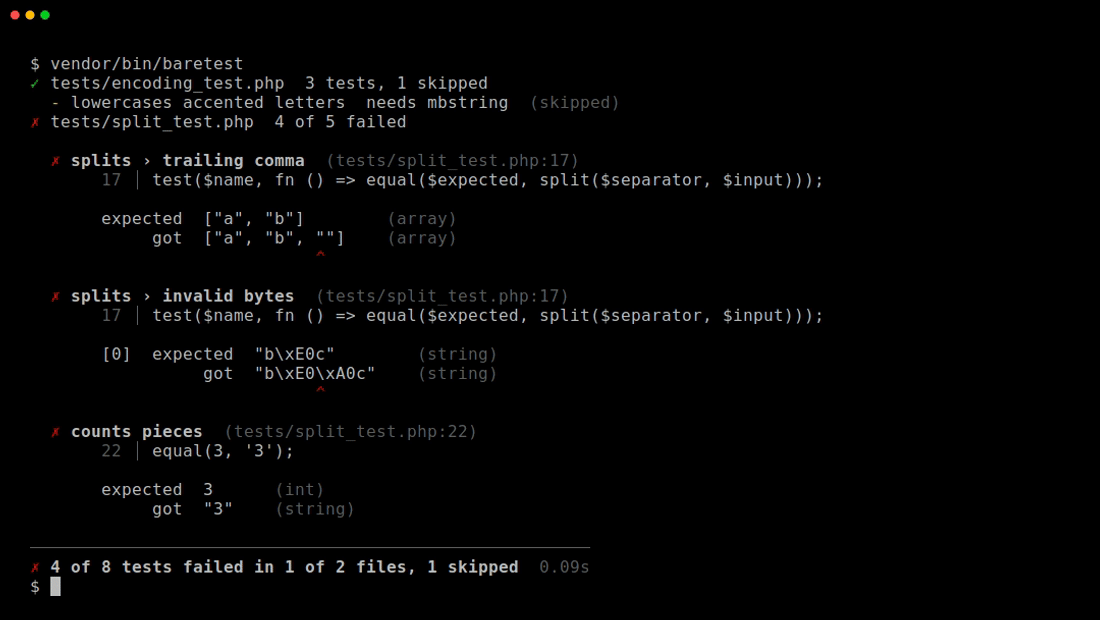 $ vendor/bin/baretest
✓ tests/encoding_test.php  3 tests, 1 skipped
  - lowercases accented letters  needs mbstring  (skipped)
✗ tests/split_test.php  4 of 5 failed
  ✗ splits › trailing comma  (tests/split_test.php:17)
       17 │ test($name, fn () => equal($expected, split($separator, $input)));
       expected  ["a", "b"]        (array)
            got  ["a", "b", ""]    (array)
                            ^
  ✗ splits › invalid bytes  (tests/split_test.php:17)
       17 │ test($name, fn () => equal($expected, split($separator, $input)));
       [0]  expected  "b\xE0c"        (string)
                 got  "b\xE0\xA0c"    (string)
                            ^
  ✗ counts pieces  (tests/split_test.php:22)
       22 │ equal(3, '3');
       expected  3      (int)
            got  "3"    (string)
✗ 4 of 8 tests failed in 1 of 2 files, 1 skipped  0.09s
$